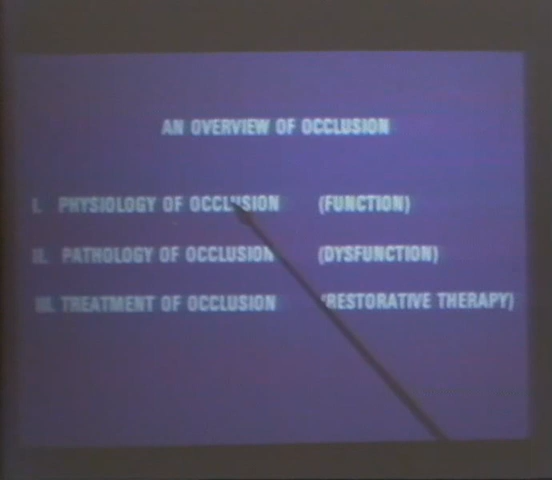 AN OVERVIEW OF OCCLUSION
I. PHYSIOLOGY OF OCCLUSION (FUNCTION)
II. PATHOLOGY OF OCCLUSION (DYSFUNCTION)
III. TREATMENT OF OCCLUSION (RESTORATIVE THERAPY)